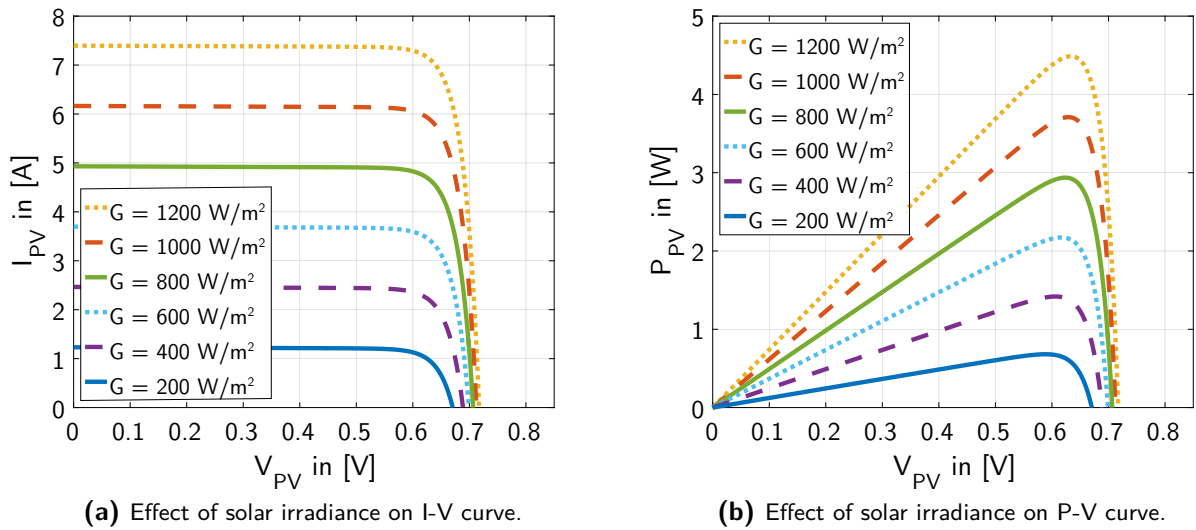 8
7
6
5
4
3
2
1
0
I_PV in [A]
G = 1200 W/m²
G = 1000 W/m²
G = 800 W/m²
G = 600 W/m²
G = 400 W/m²
G = 200 W/m²
0 0.1 0.2 0.3 0.4 0.5 0.6 0.7 0.8
V_PV in [V]
(a) Effect of solar irradiance on I-V curve.
5
4
3
2
1
0
P_PV in [W]
G = 1200 W/m²
G = 1000 W/m²
G = 800 W/m²
G = 600 W/m²
G = 400 W/m²
G = 200 W/m²
0 0.1 0.2 0.3 0.4 0.5 0.6 0.7 0.8
V_PV in [V]
(b) Effect of solar irradiance on P-V curve.